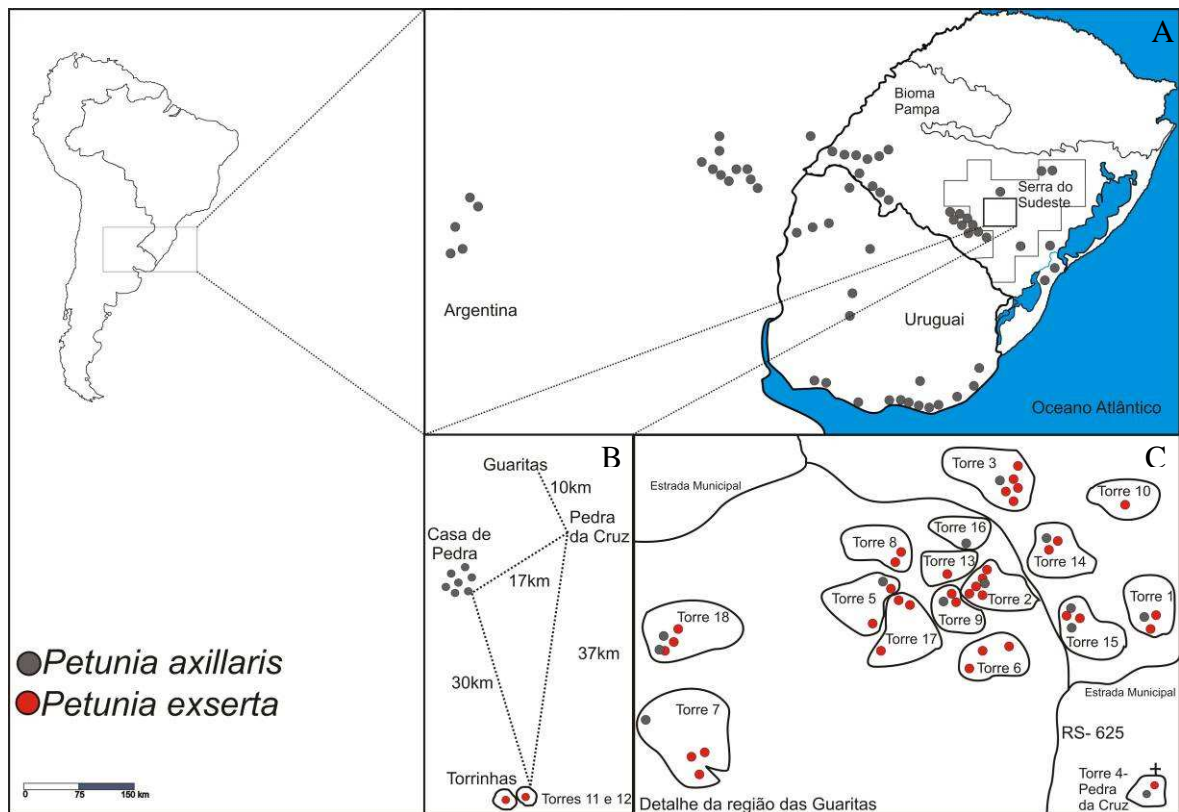 A
Bioma
Pampa
Serra do
Sudeste
Argentina
Uruguai
Oceano Atlântico
Petunia axillaris
Petunia exserta
0 75 150 km
B
Guaritas
10km
Casa de
Pedra
Pedra
da Cruz
17km
37km
30km
Torrinhas
Torres 11 e 12
C
Estrada Municipal
Torre 3
Torre 10
Torre 16
Torre 8
Torre 13
Torre 14
Torre 5
Torre 2
Torre 1
Torre 9
Torre 18
Torre 17
Torre 15
Torre 6
Estrada Municipal
Torre 7
RS- 625
Torre 4-
Pedra
da Cruz
Detalhe da região das Guaritas